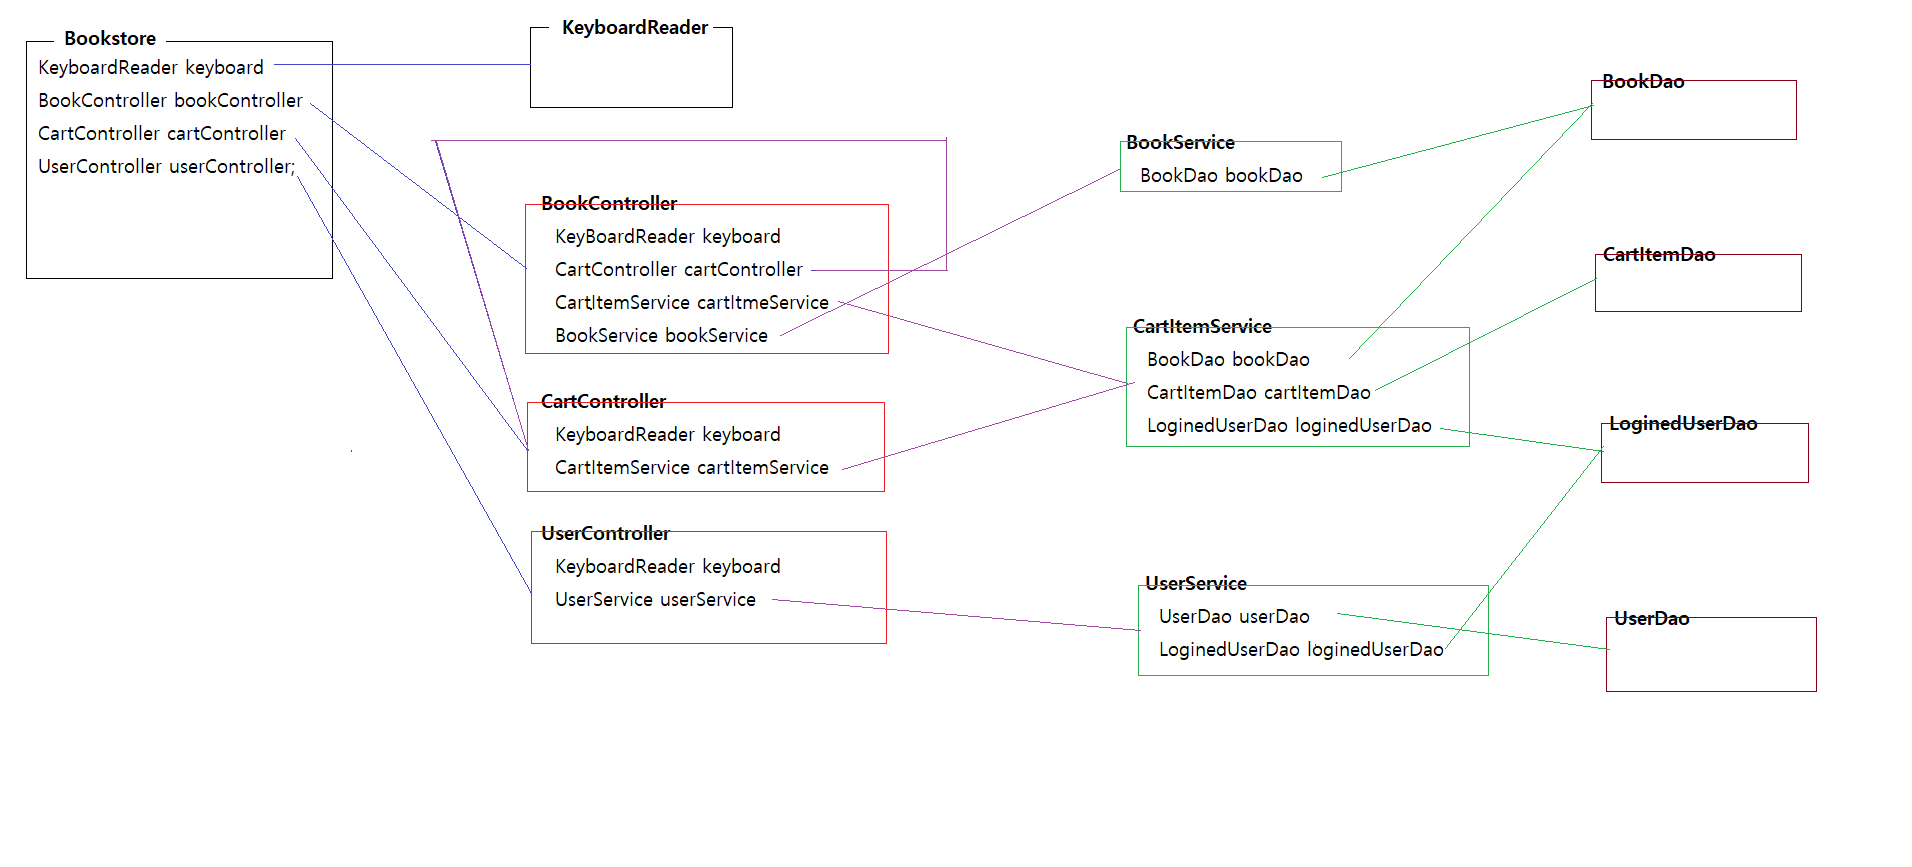 Bookstore
KeyboardReader keyboard
BookController bookController
CartController cartController
UserController userController;
KeyboardReader
BookController
KeyBoardReader keyboard
CartController cartController
CartItemService cartItmeService
BookService bookService
CartController
KeyboardReader keyboard
CartItemService cartItemService
UserController
KeyboardReader keyboard
UserService userService
BookService
BookDao bookDao
CartItemService
BookDao bookDao
CartItemDao cartItemDao
LoginedUserDao loginedUserDao
UserService
UserDao userDao
LoginedUserDao loginedUserDao
BookDao
CartItemDao
LoginedUserDao
UserDao